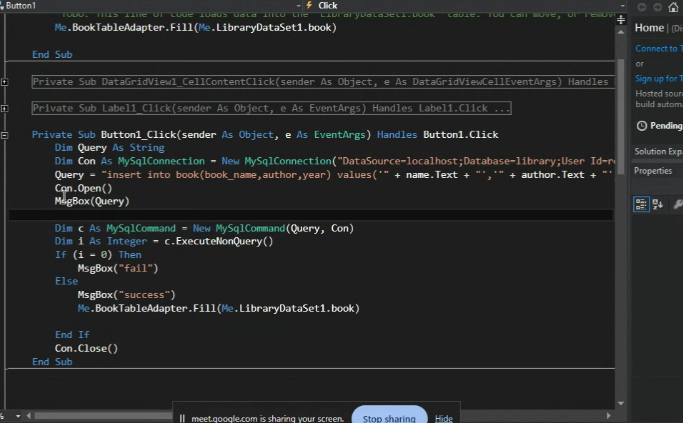 Button1
Click
'TODO: This line of code loads data into the 'LibraryDataSet1.book' table. You can move, or remove
Me.BookTableAdapter.Fill(Me.LibraryDataSet1.book)
End Sub
Private Sub DataGridView1_CellContentClick(sender As Object, e As DataGridViewCellEventArgs) Handles
Private Sub Label1_Click(sender As Object, e As EventArgs) Handles Label1.Click ...
Private Sub Button1_Click(sender As Object, e As EventArgs) Handles Button1.Click
Dim Query As String
Dim Con As MySqlConnection = New MySqlConnection("DataSource=localhost;Database=library;User Id=ro
Query = "insert into book(book_name,author,year) values('" + name.Text + "','" + author.Text + "'
Con.Open()
MsgBox(Query)
Dim c As MySqlCommand = New MySqlCommand(Query, Con)
Dim i As Integer = c.ExecuteNonQuery()
If (i = 0) Then
MsgBox("fail")
Else
MsgBox("success")
Me.BookTableAdapter.Fill(Me.LibraryDataSet1.book)
End If
Con.Close()
End Sub
%
meet.google.com is sharing your screen.
Stop sharing
Hide
Home | (Di
Connect to T
or
Sign up for T
Hosted sourc
build automa
Pending
Solution Exp
Properties